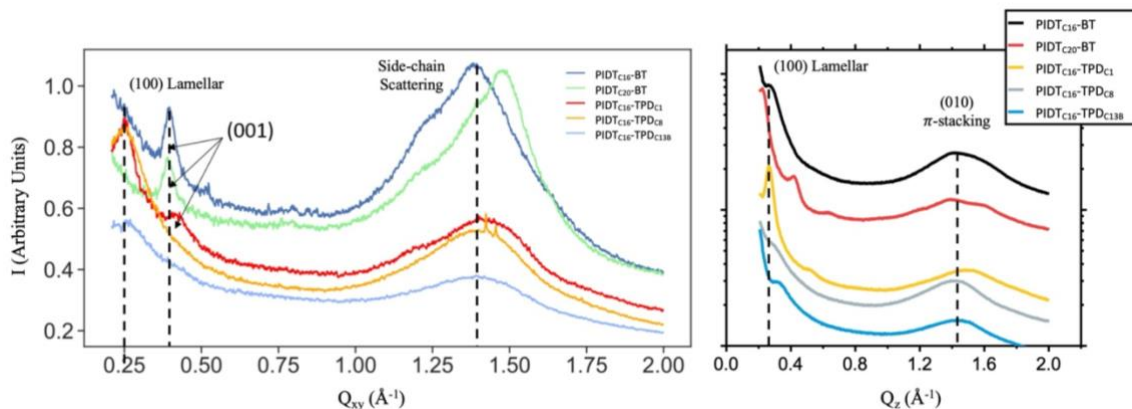 (100) Lamellar
(001)
Side-chain
Scattering
PIDTC16-BT
PIDTC20-BT
PIDTC16-TPDC1
PIDTC16-TPDC8
PIDTC16-TPDC13B
I (Arbitrary Units)
1.0
0.8
0.6
0.4
0.2
0.25
0.50
0.75
1.00
1.25
1.50
1.75
2.00
Qxy (Å-1)
PIDTC16-BT
PIDTC20-BT
PIDTC16-TPDC1
PIDTC16-TPDC8
PIDTC16-TPDC13B
(100) Lamellar
(010)
π-stacking
0.0
0.4
0.8
1.2
1.6
2.0
Qz (Å-1)